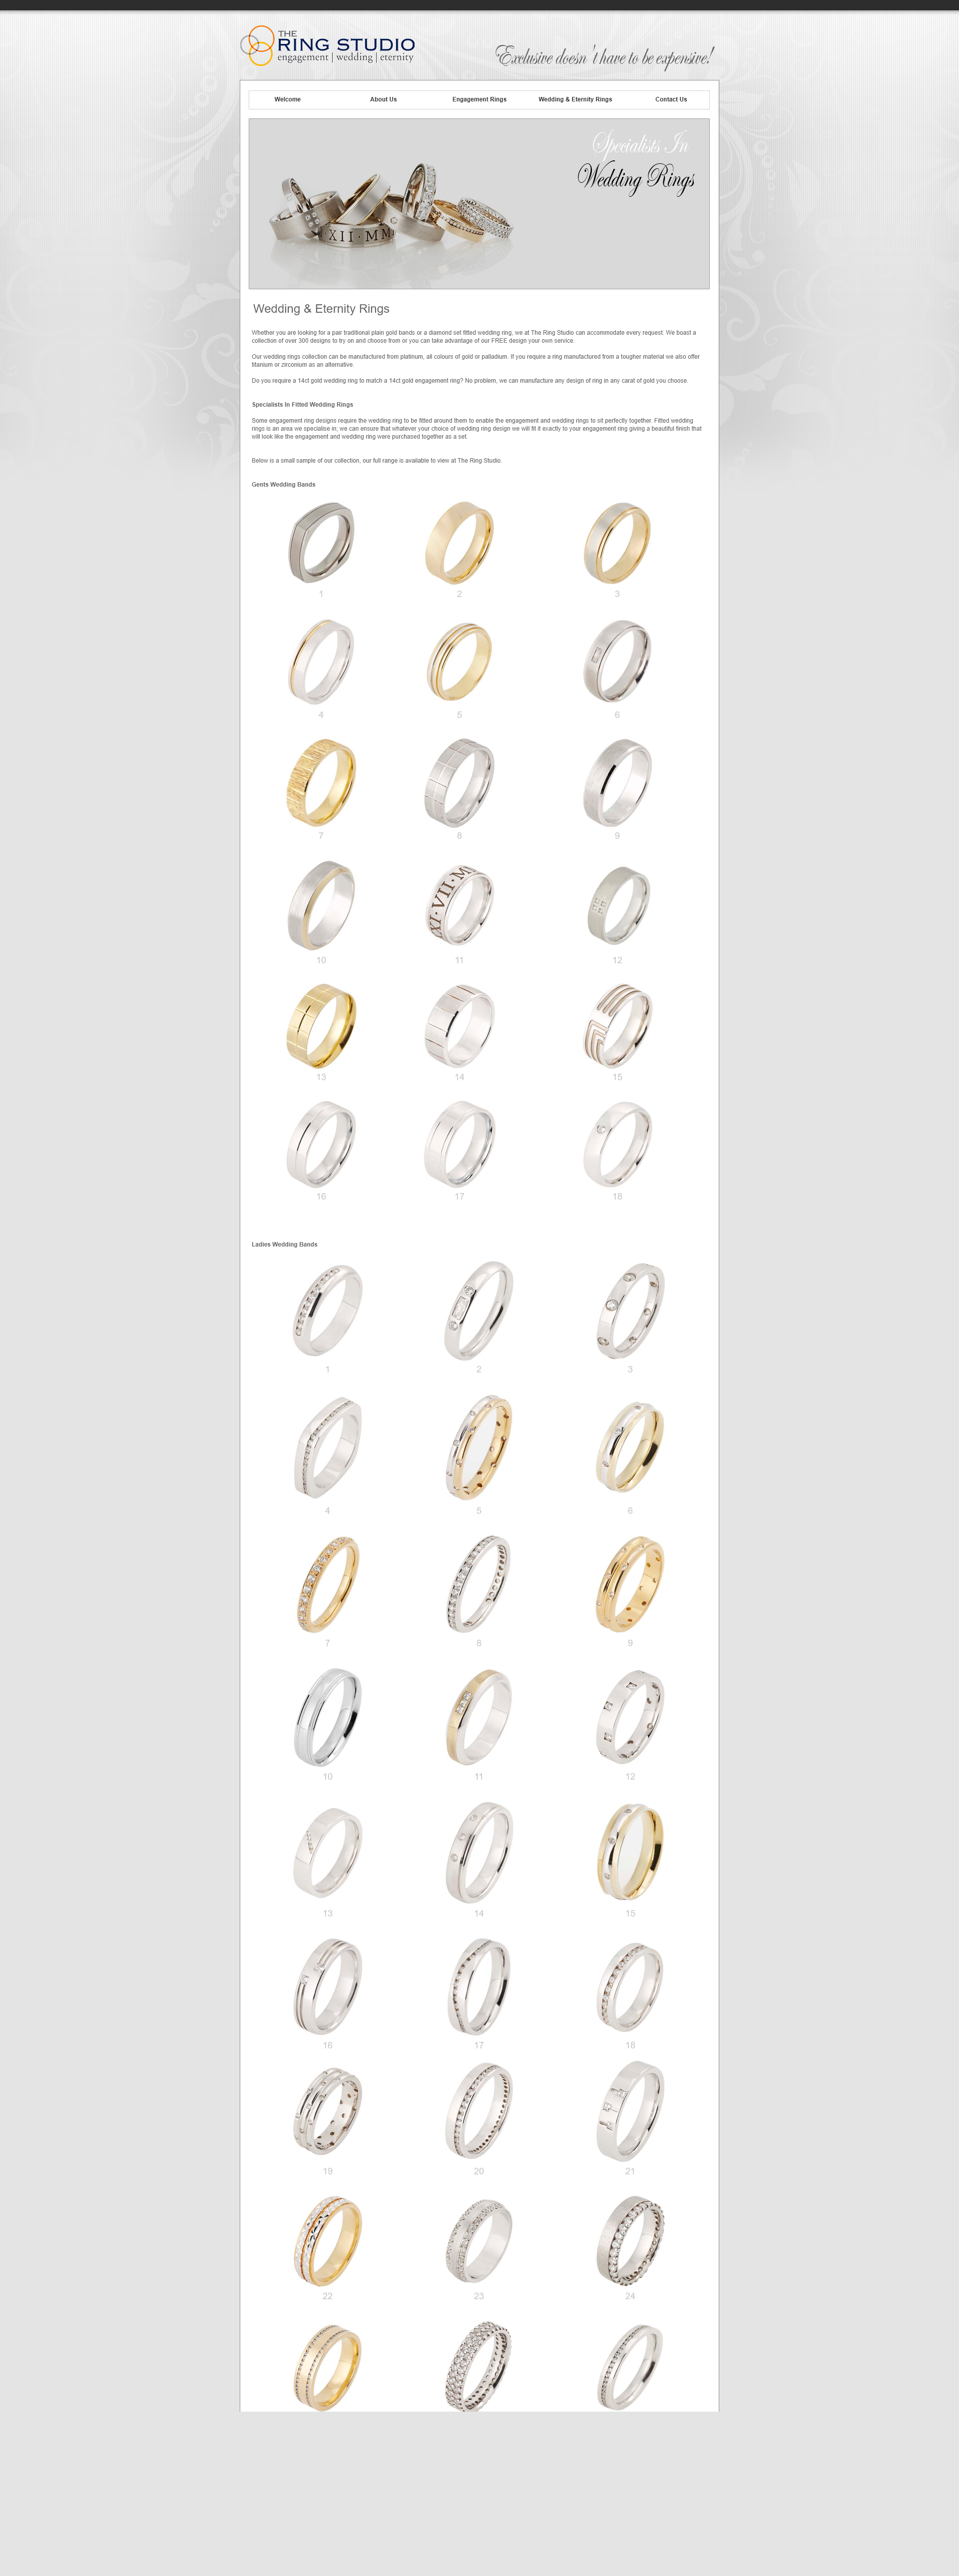 THE
RING STUDIO
engagement | wedding | eternity
Exclusive doesn't have to be expensive!
Welcome About Us Engagement Rings Wedding & Eternity Rings Contact Us
Specialists In
Wedding Rings
XII·MM
Wedding & Eternity Rings
Whether you are looking for a pair traditional plain gold bands or a diamond set fitted wedding ring, we at The Ring Studio can accommodate every request. We boast a
collection of over 300 designs to try on and choose from or you can take advantage of our FREE design your own service.
Our wedding rings collection can be manufactured from platinum, all colours of gold or palladium. If you require a ring manufactured from a tougher material we also offer
titanium or zirconium as an alternative.
Do you require a 14ct gold wedding ring to match a 14ct gold engagement ring? No problem, we can manufacture any design of ring in any carat of gold you choose.
Specialists In Fitted Wedding Rings
Some engagement ring designs require the wedding ring to be fitted around them to enable the engagement and wedding rings to sit perfectly together. Fitted wedding
rings is an area we specialise in; we can ensure that whatever your choice of wedding ring design we will fit it exactly to your engagement ring giving a beautiful finish that
will look like the engagement and wedding ring were purchased together as a set.
Below is a small sample of our collection, our full range is available to view at The Ring Studio.
Gents Wedding Bands
1 2 3
4 5 6
7 8 9
XI·VII·M
10 11 12
13 14 15
16 17 18
Ladies Wedding Bands
1 2 3
4 5 6
7 8 9
10 11 12
13 14 15
16 17 18
19 20 21
22 23 24